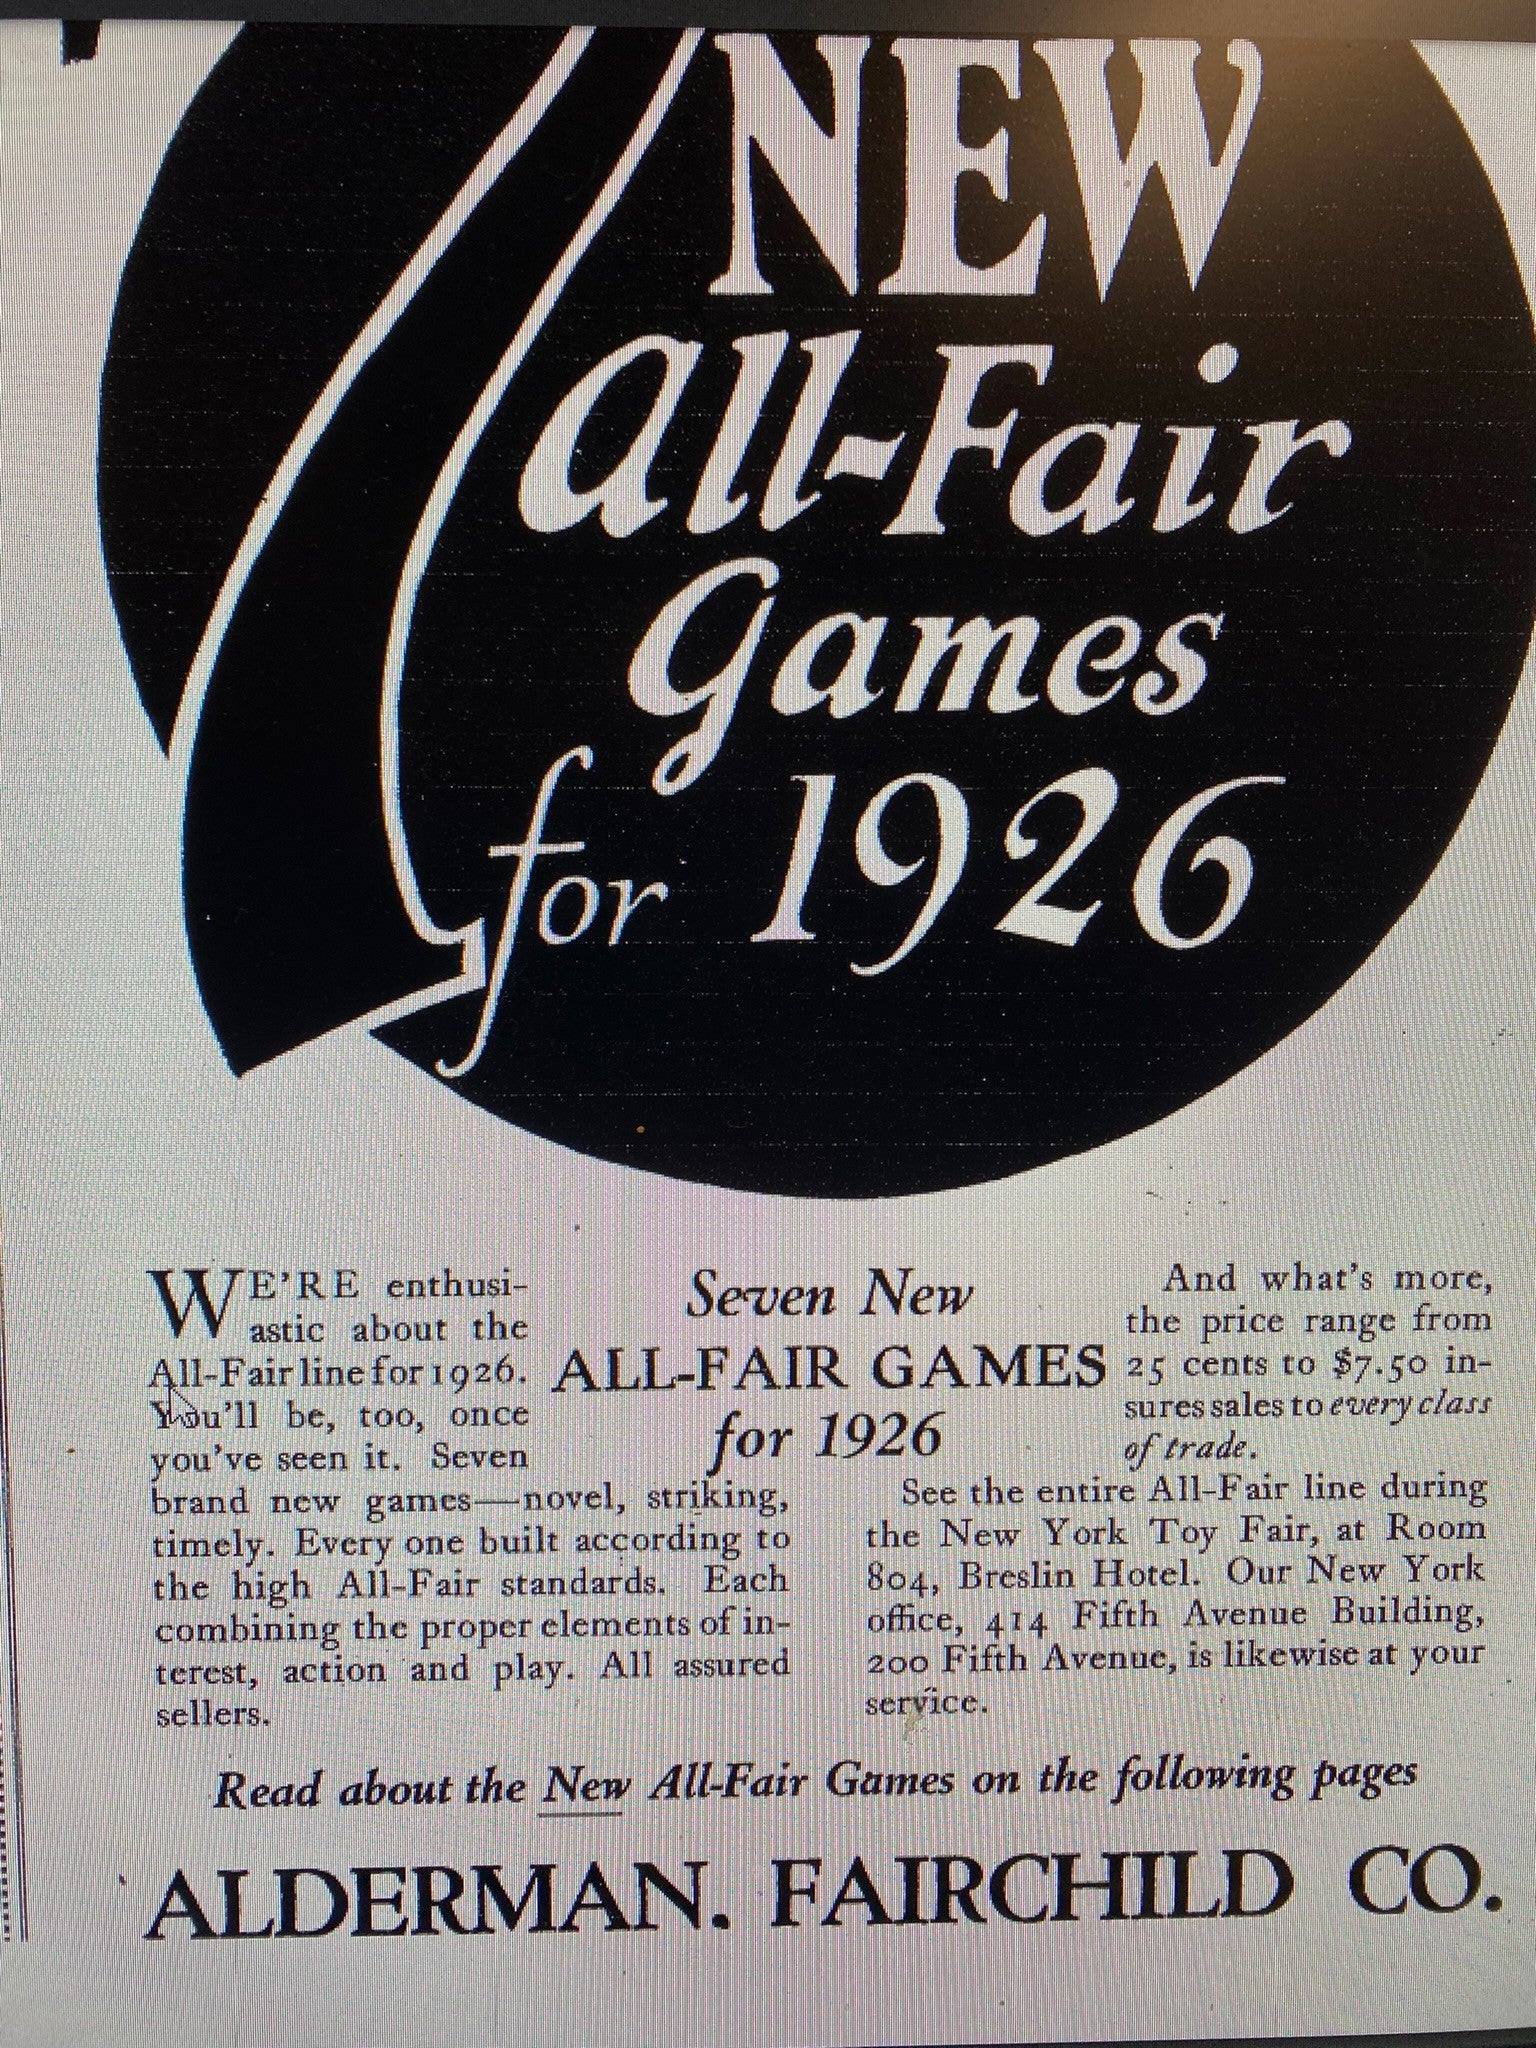 7 NEW
All-Fair
Games
for 1926
WE'RE enthusi-
astic about the
All-Fair line for 1926.
You'll be, too, once
you've seen it. Seven
brand new games—novel, striking,
timely. Every one built according to
the high All-Fair standards. Each
combining the proper elements of in-
terest, action and play. All assured
sellers.
Seven New
ALL-FAIR GAMES
for 1926
And what's more,
the price range from
25 cents to $7.50 in-
sures sales to every class
of trade.
See the entire All-Fair line during
the New York Toy Fair, at Room
804, Breslin Hotel. Our New York
office, 414 Fifth Avenue Building,
200 Fifth Avenue, is likewise at your
service.
Read about the New All-Fair Games on the following pages
ALDERMAN. FAIRCHILD CO.